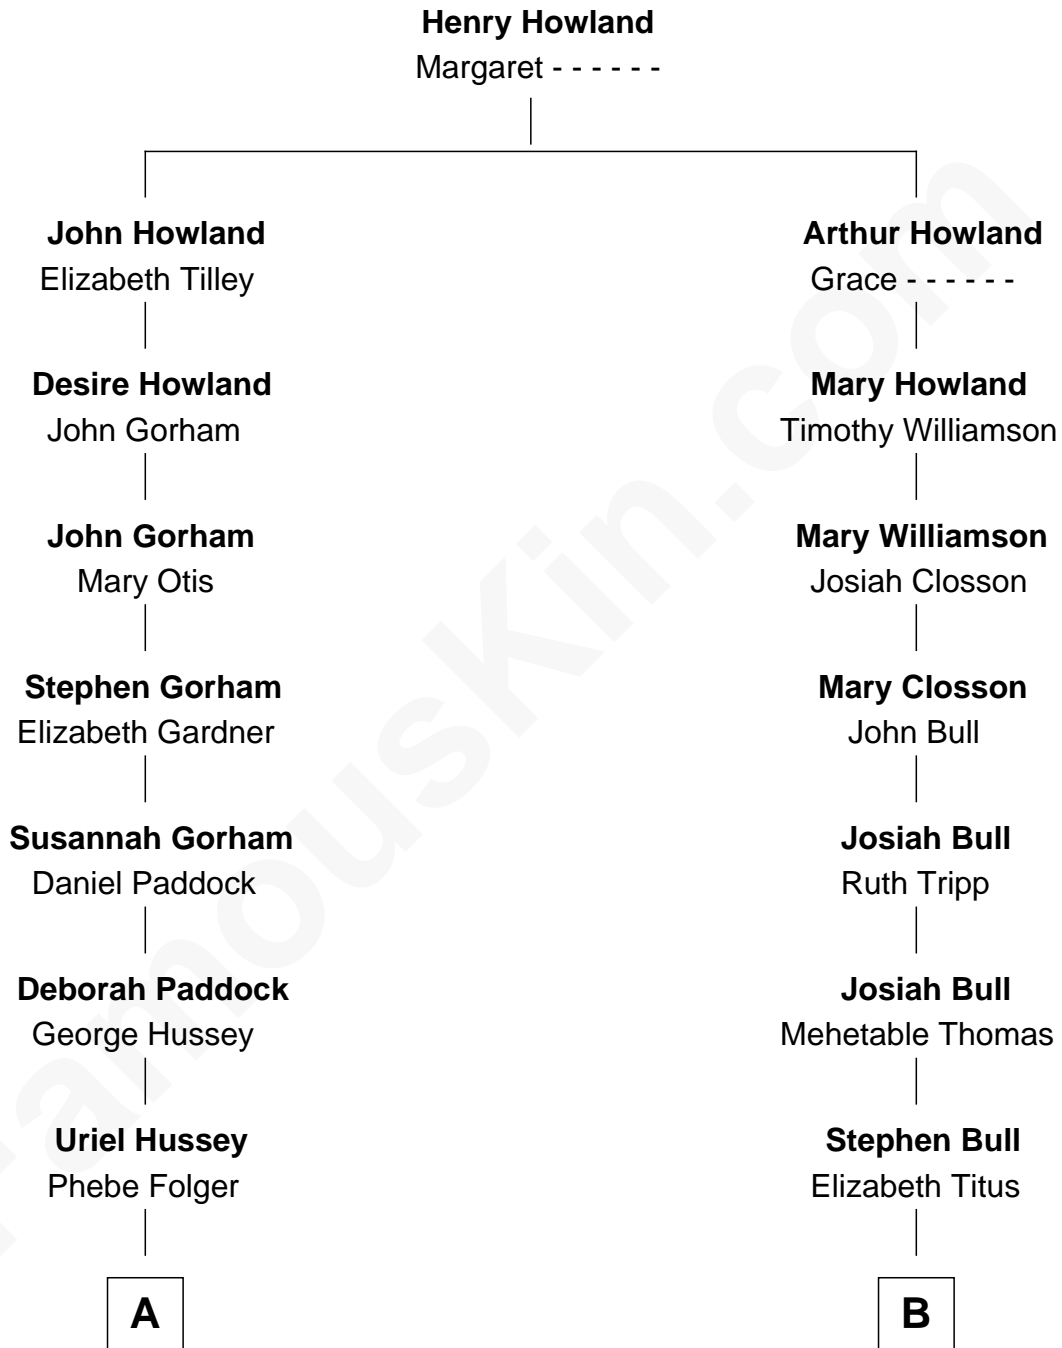 Henry Howland
Margaret - - - - - -
John Howland
Elizabeth Tilley
Arthur Howland
Grace - - - - - -
Desire Howland
John Gorham
Mary Howland
Timothy Williamson
John Gorham
Mary Otis
Mary Williamson
Josiah Closson
Stephen Gorham
Elizabeth Gardner
Mary Closson
John Bull
Susannah Gorham
Daniel Paddock
Josiah Bull
Ruth Tripp
Deborah Paddock
George Hussey
Josiah Bull
Mehetable Thomas
Uriel Hussey
Phebe Folger
Stephen Bull
Elizabeth Titus
A
B
FamousKin.com